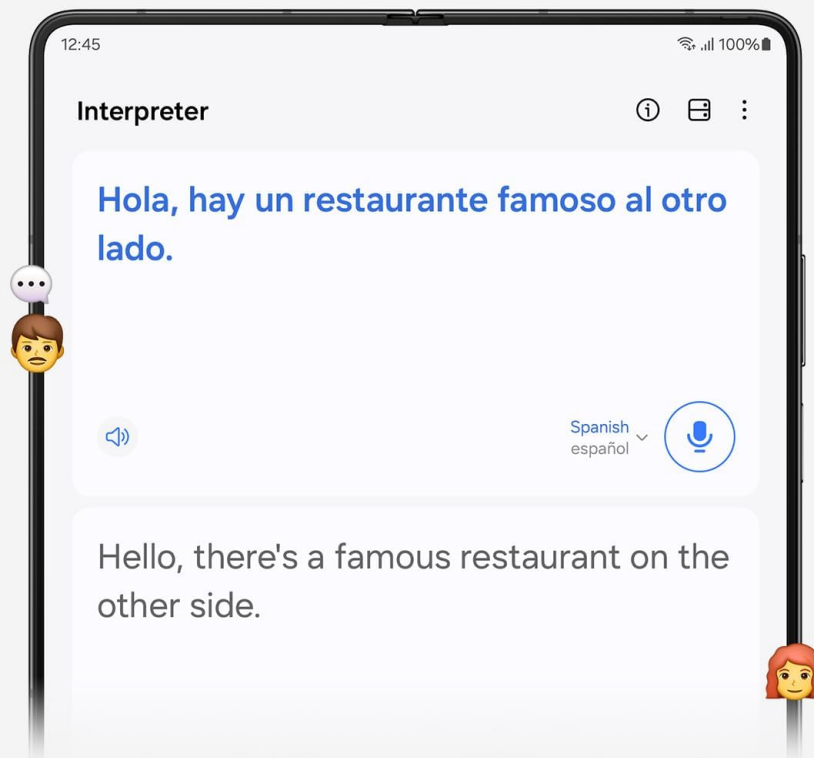 12:45
100%
Interpreter
Hola, hay un restaurante famoso al otro
lado.
Spanish
español
Hello, there's a famous restaurant on the
other side.